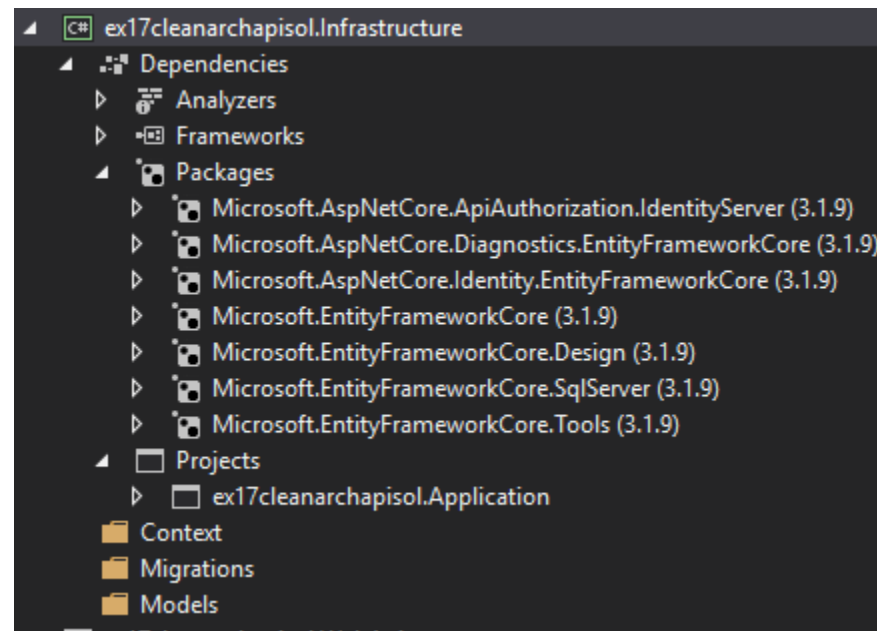 C# ex17cleanarchapisol.Infrastructure
Dependencies
Analyzers
Frameworks
Packages
Microsoft.AspNetCore.ApiAuthorization.IdentityServer (3.1.9)
Microsoft.AspNetCore.Diagnostics.EntityFrameworkCore (3.1.9)
Microsoft.AspNetCore.Identity.EntityFrameworkCore (3.1.9)
Microsoft.EntityFrameworkCore (3.1.9)
Microsoft.EntityFrameworkCore.Design (3.1.9)
Microsoft.EntityFrameworkCore.SqlServer (3.1.9)
Microsoft.EntityFrameworkCore.Tools (3.1.9)
Projects
ex17cleanarchapisol.Application
Context
Migrations
Models